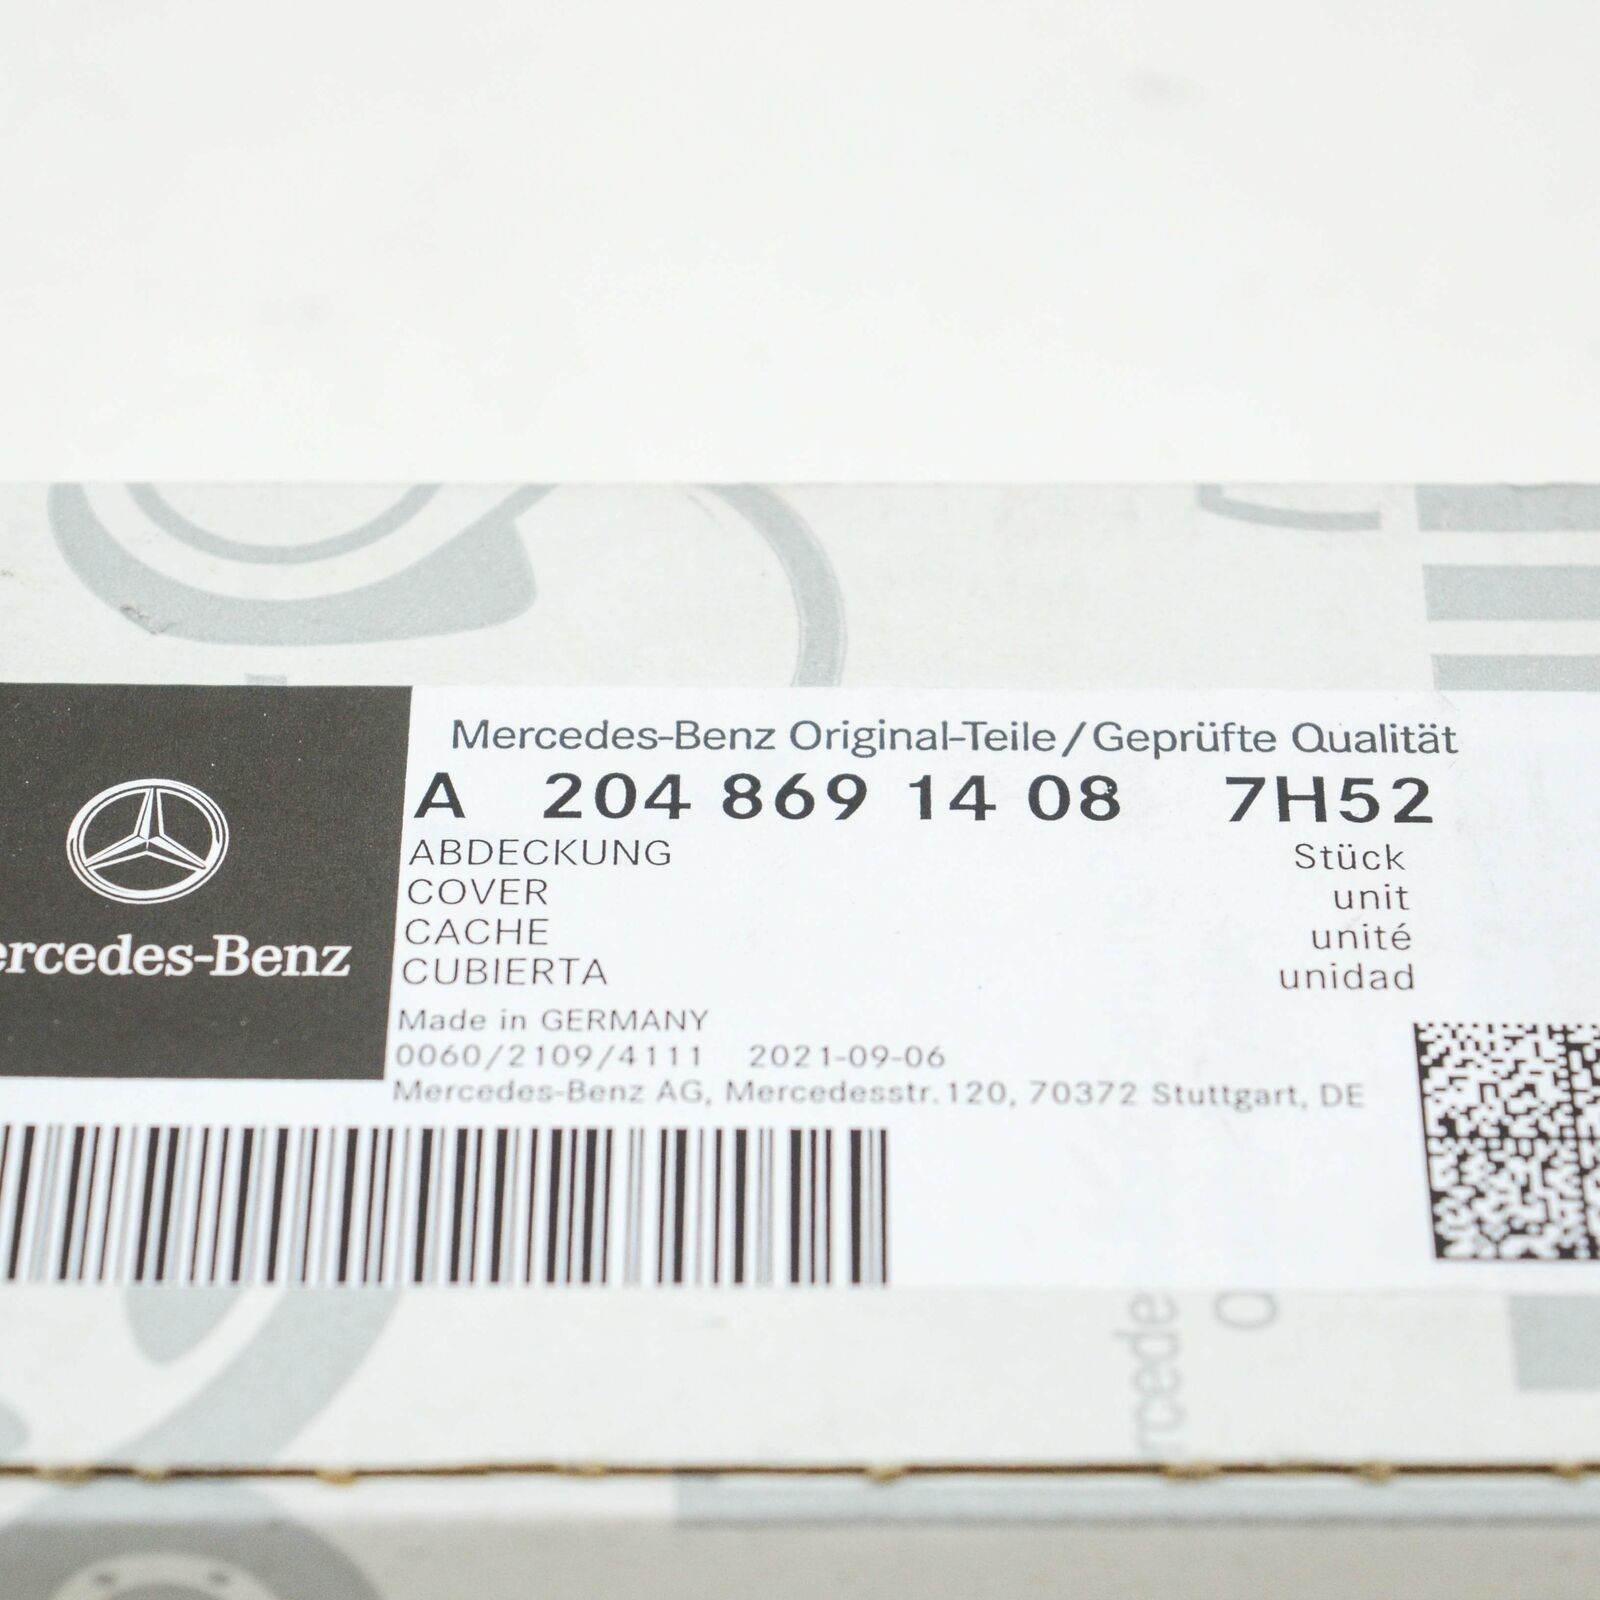 Mercedes-Benz Original-Teile/Geprüfte Qualität
A 204 869 14 08 7H52
ABDECKUNG Stück
COVER unit
CACHE unité
CUBIERTA unidad
Made in GERMANY
0060/2109/4111 2021-09-06
Mercedes-Benz AG, Mercedesstr.120, 70372 Stuttgart, DE
ercedes-Benz
rcede